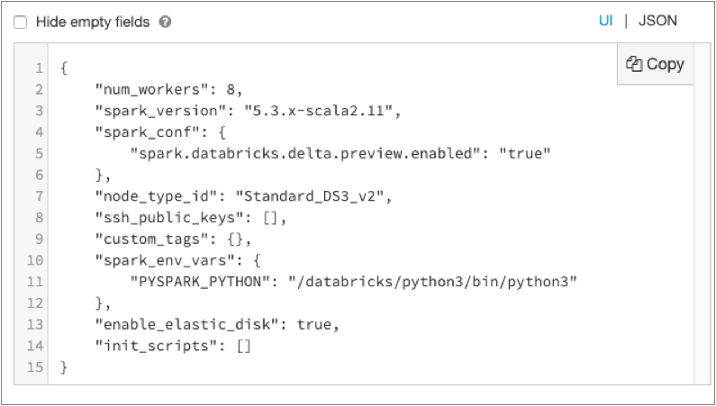 Hide empty fields ? UI | JSON
Copy
1 {
2 "num_workers": 8,
3 "spark_version": "5.3.x-scala2.11",
4 "spark_conf": {
5 "spark.databricks.delta.preview.enabled": "true"
6 },
7 "node_type_id": "Standard_DS3_v2",
8 "ssh_public_keys": [],
9 "custom_tags": {},
10 "spark_env_vars": {
11 "PYSPARK_PYTHON": "/databricks/python3/bin/python3"
12 },
13 "enable_elastic_disk": true,
14 "init_scripts": []
15 }